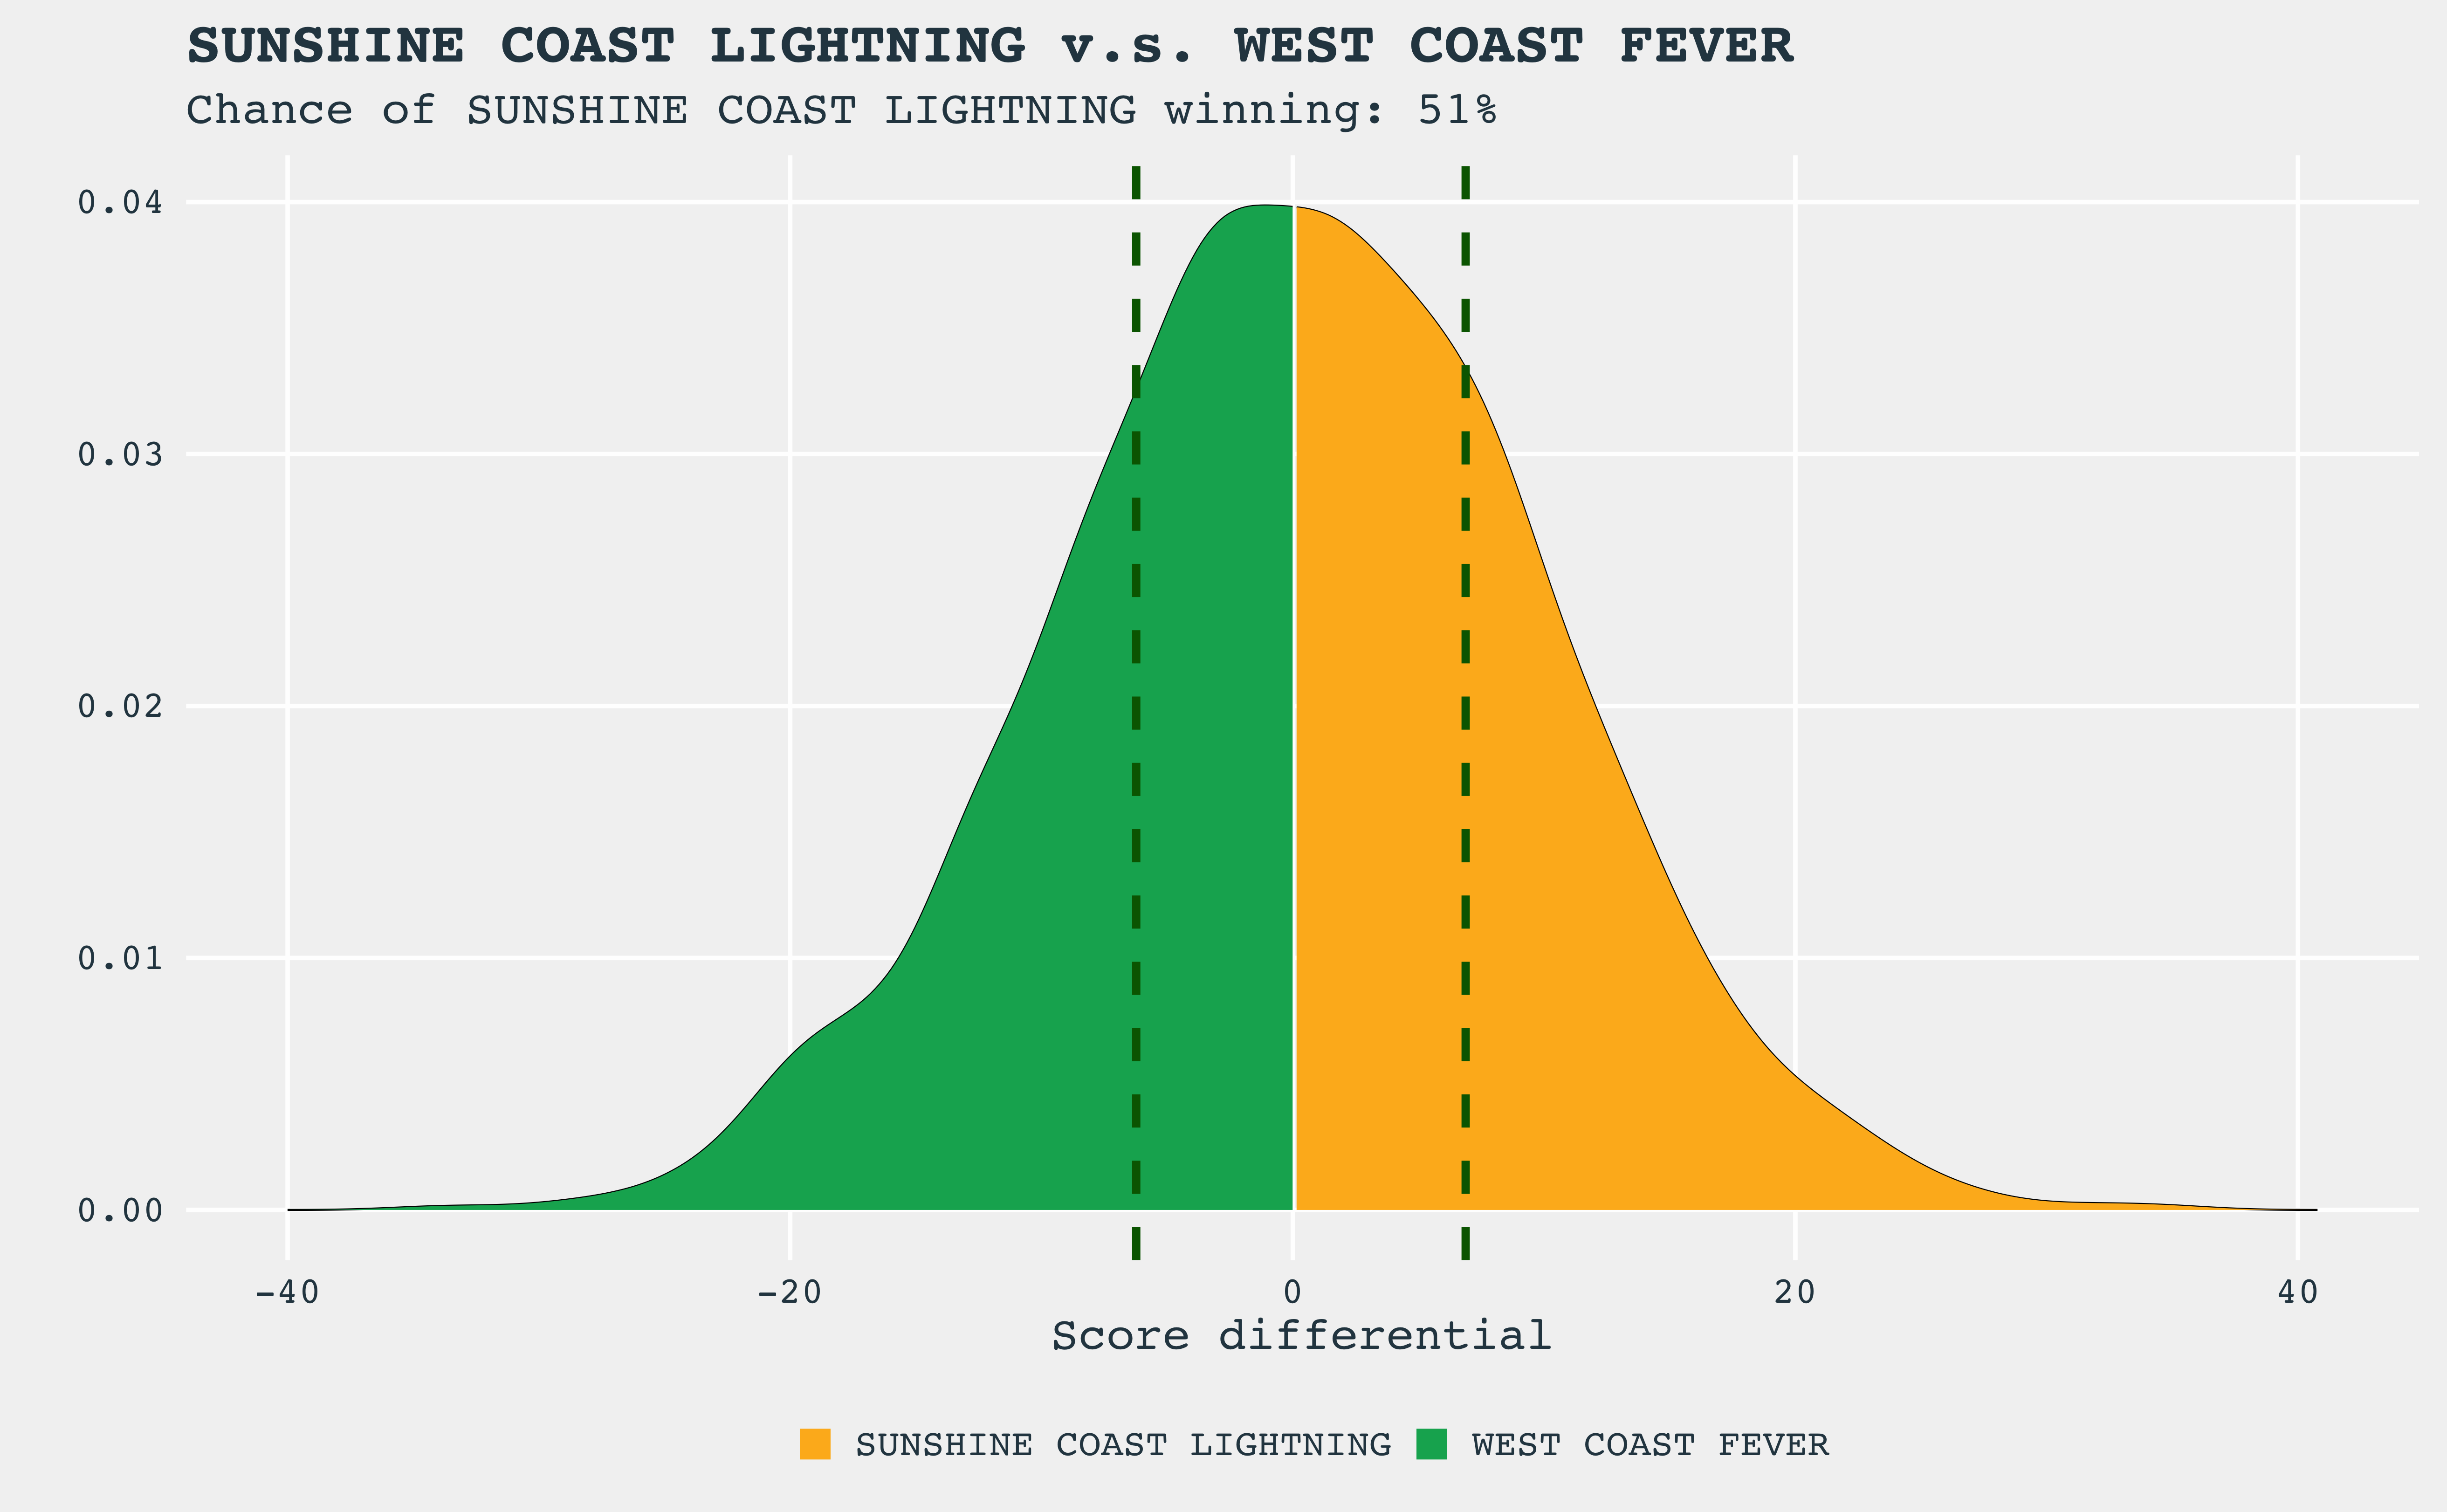 SUNSHINE COAST LIGHTNING v.s. WEST COAST FEVER
Chance of SUNSHINE COAST LIGHTNING winning: 51%
0.04
0.03
0.02
0.01
0.00
-40 -20 0 20 40
Score differential
SUNSHINE COAST LIGHTNING WEST COAST FEVER